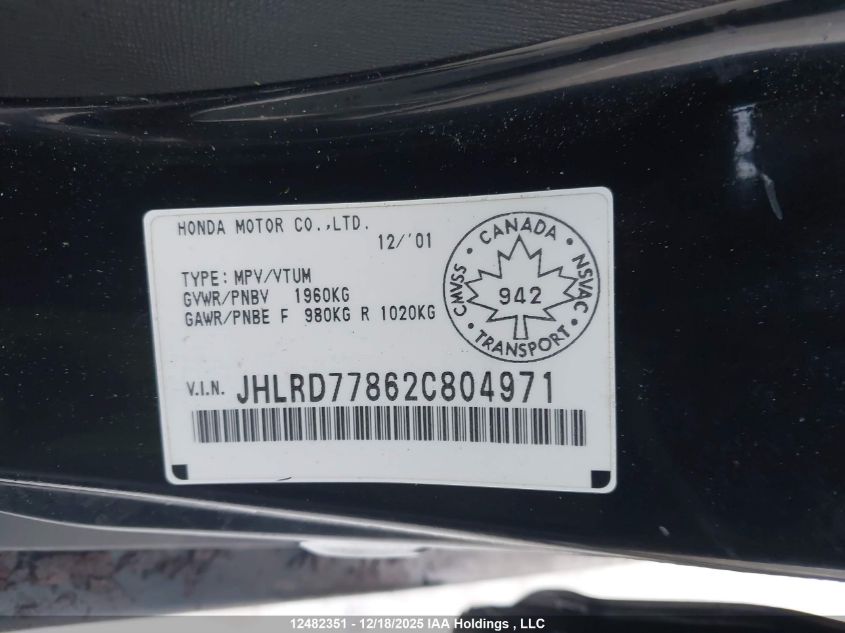 HONDA MOTOR CO.,LTD.
12/'01
TYPE: MPV/VTUM
GVWR/PNBV 1960KG
GAWR/PNBE F 980KG R 1020KG
• CANADA •
CMVSS
NSVAC
942
• TRANSPORT •
V.I.N. JHLRD77862C804971
12482351 - 12/18/2025 IAA Holdings , LLC